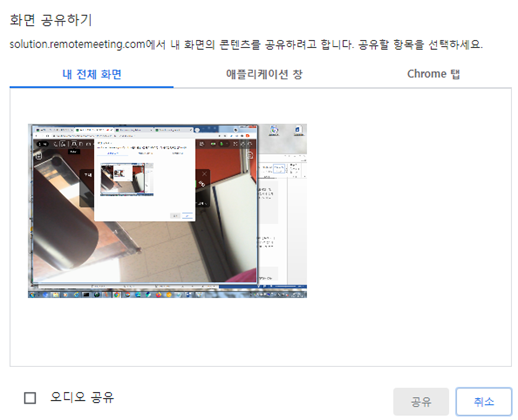 화면 공유하기
solution.remotemeeting.com에서 내 화면의 콘텐츠를 공유하려고 합니다. 공유할 항목을 선택하세요.
내 전체 화면
애플리케이션 창
Chrome 탭
오디오 공유
공유
취소